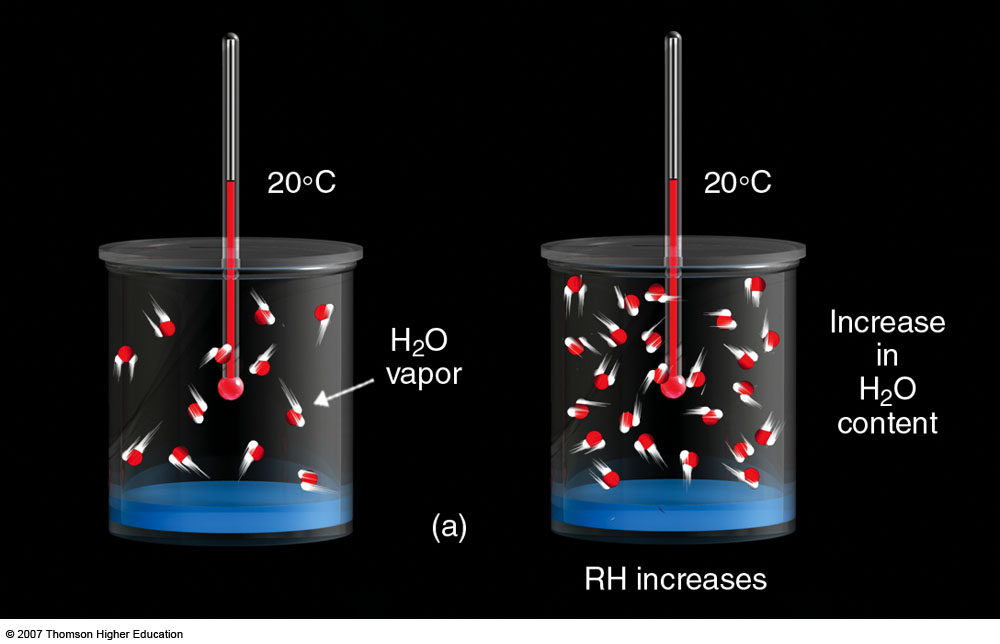 20°C
20°C
H₂O
vapor
Increase
in
H₂O
content
(a)
RH increases
© 2007 Thomson Higher Education